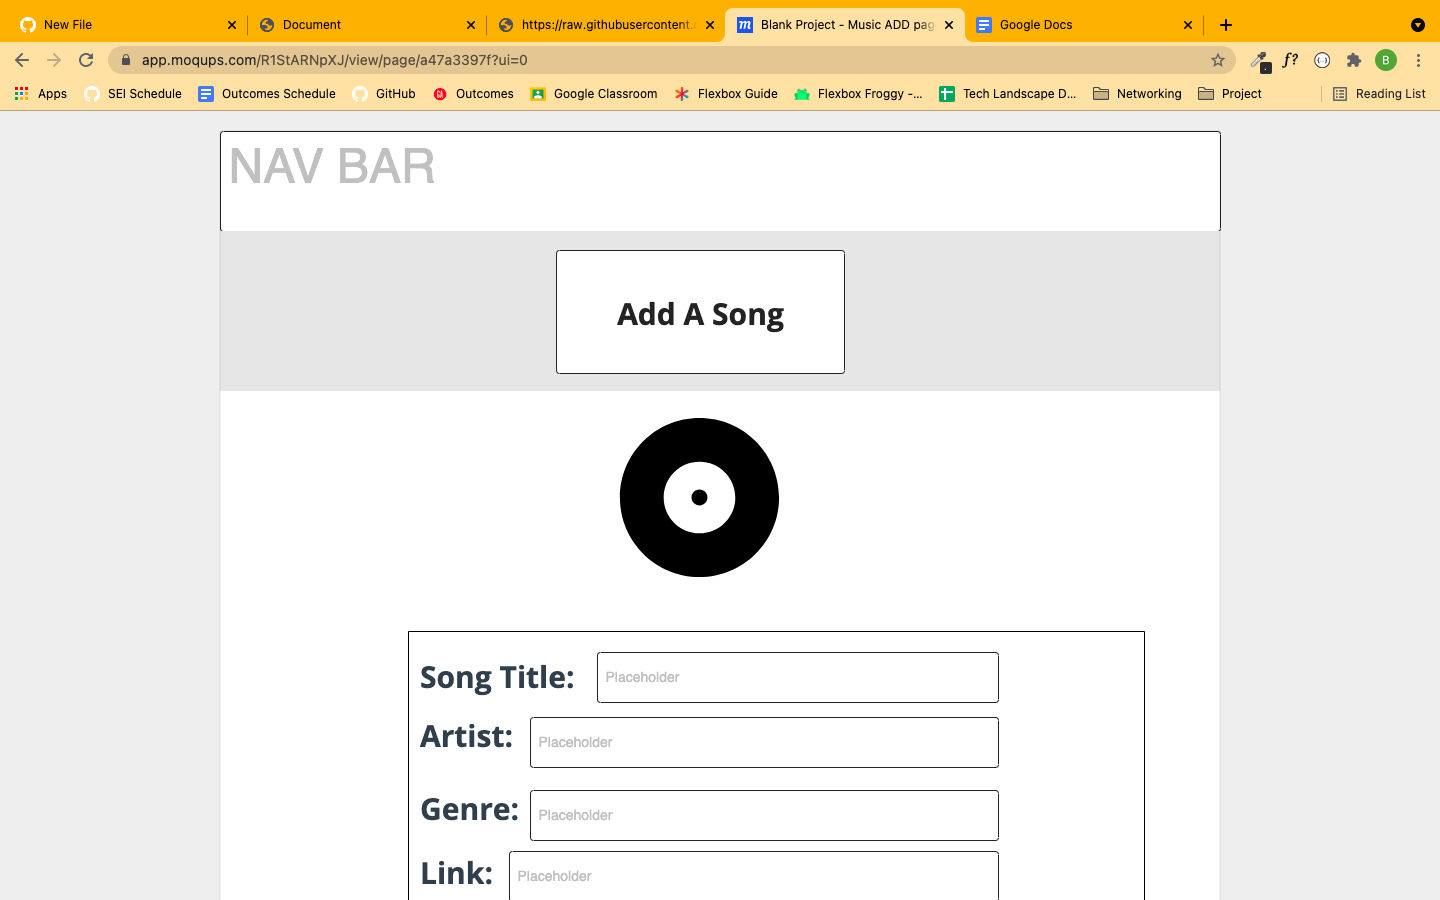 New File
Document
https://raw.githubusercontent.
Blank Project - Music ADD pag
Google Docs
app.moqups.com/R1StARNpXJ/view/page/a47a3397f?ui=0
f?
B
Apps
SEI Schedule
Outcomes Schedule
GitHub
GA
Outcomes
Google Classroom
Flexbox Guide
Flexbox Froggy -...
Tech Landscape D...
Networking
Project
Reading List
NAV BAR
Add A Song
Song Title:
Placeholder
Artist:
Placeholder
Genre:
Placeholder
Link:
Placeholder